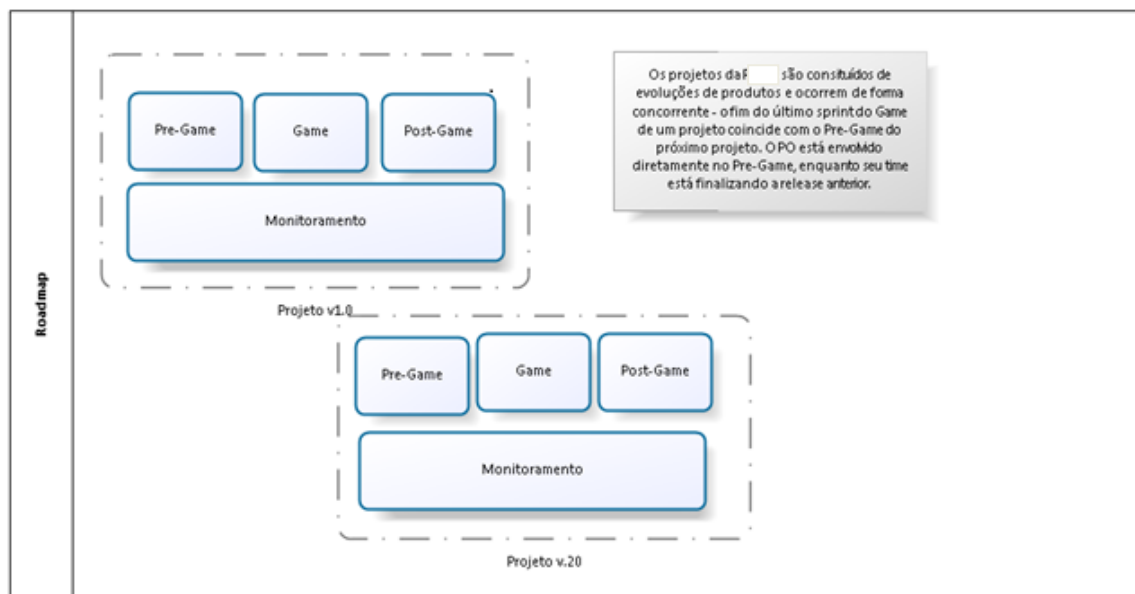 Roadmap
Pre-Game
Game
Post-Game
Monitoramento
Projeto v1.0
Os projetos da são consituídos de
evoluções de produtos e ocorrem de forma
concorrente - o fim do último sprint do Game
de um projeto coincide com o Pre-Game do
próximo projeto. O PO está envolvido
diretamente no Pre-Game, enquanto seu time
está finalizando a release anterior.
Pre-Game
Game
Post-Game
Monitoramento
Projeto v.20